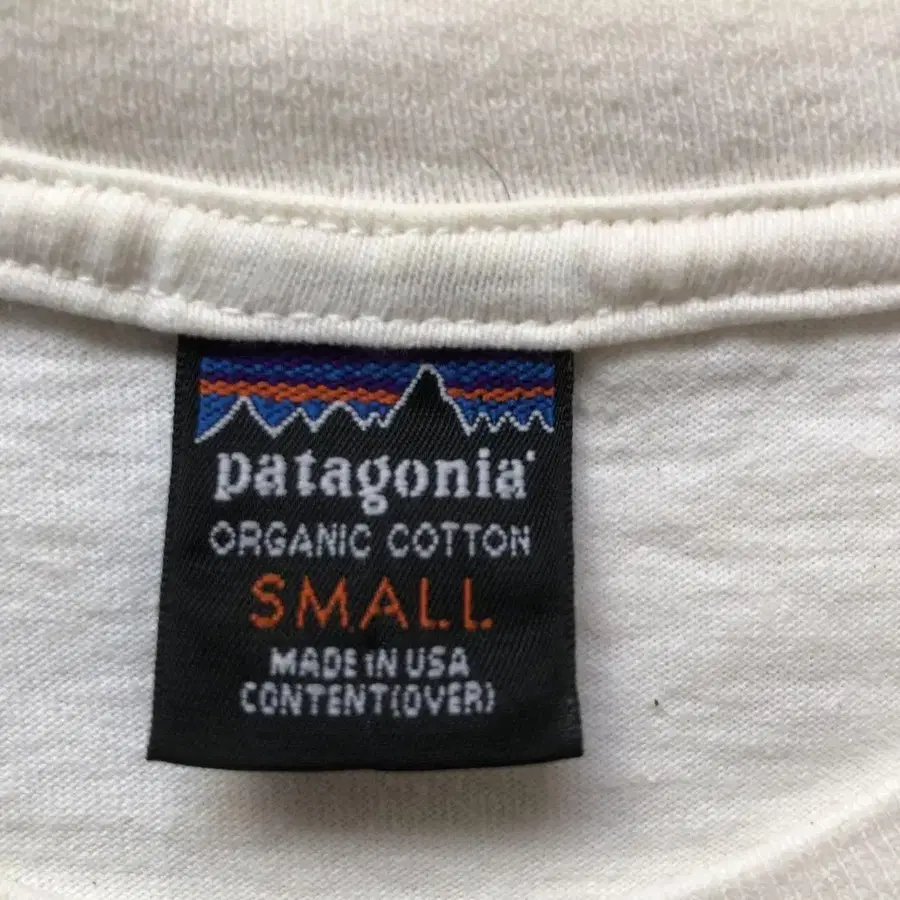 patagonia
ORGANIC COTTON
SMALL
MADE IN USA
CONTENT(OVER)